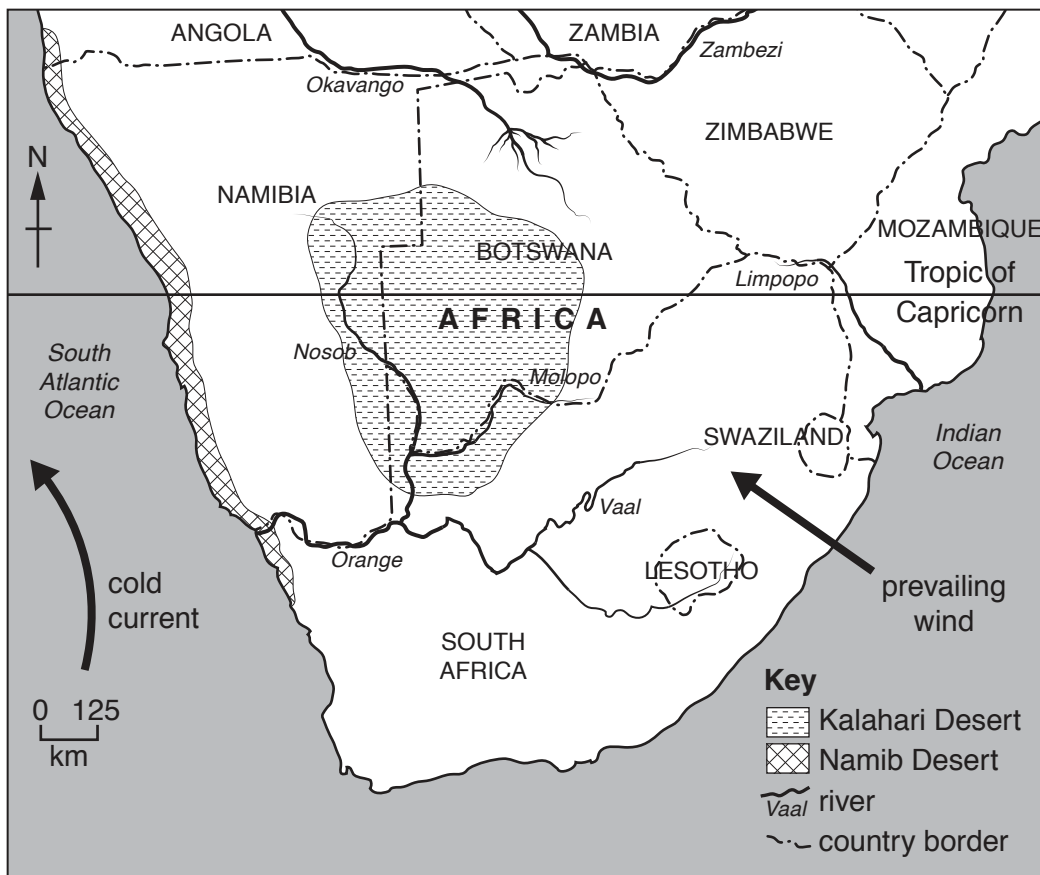 ANGOLA
ZAMBIA
Zambezi
Okavango
ZIMBABWE
N
NAMIBIA
MOZAMBIQUE
BOTSWANA
Limpopo
Tropic of
Capricorn
AFRICA
Nosob
South
Atlantic
Ocean
Molopo
SWAZILAND
Indian
Ocean
Vaal
Orange
LESOTHO
cold
current
prevailing
wind
SOUTH
AFRICA
Key
0 125
km
Kalahari Desert
Namib Desert
Vaal river
country border